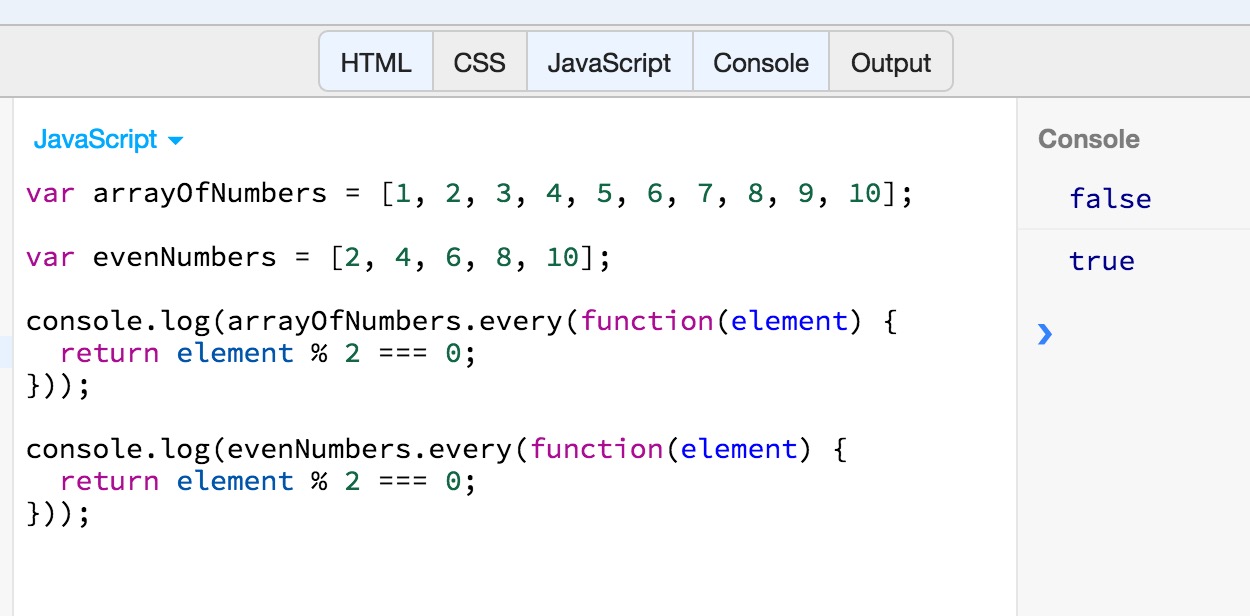 HTML CSS JavaScript Console Output
JavaScript
var arrayOfNumbers = [1, 2, 3, 4, 5, 6, 7, 8, 9, 10];
var evenNumbers = [2, 4, 6, 8, 10];
console.log(arrayOfNumbers.every(function(element) {
  return element % 2 === 0;
}));
console.log(evenNumbers.every(function(element) {
  return element % 2 === 0;
}));
Console
false
true